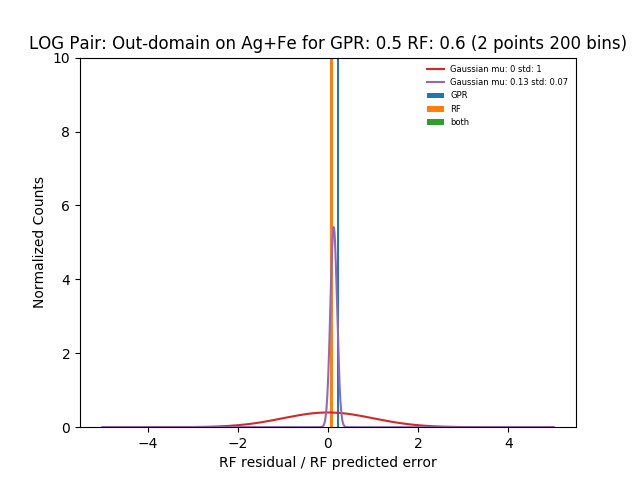 LOG Pair: Out-domain on Ag+Fe for GPR: 0.5 RF: 0.6 (2 points 200 bins)
10
8
6
4
2
0
Normalized Counts
Gaussian mu: 0 std: 1
Gaussian mu: 0.13 std: 0.07
GPR
RF
both
−4
−2
0
2
4
RF residual / RF predicted error